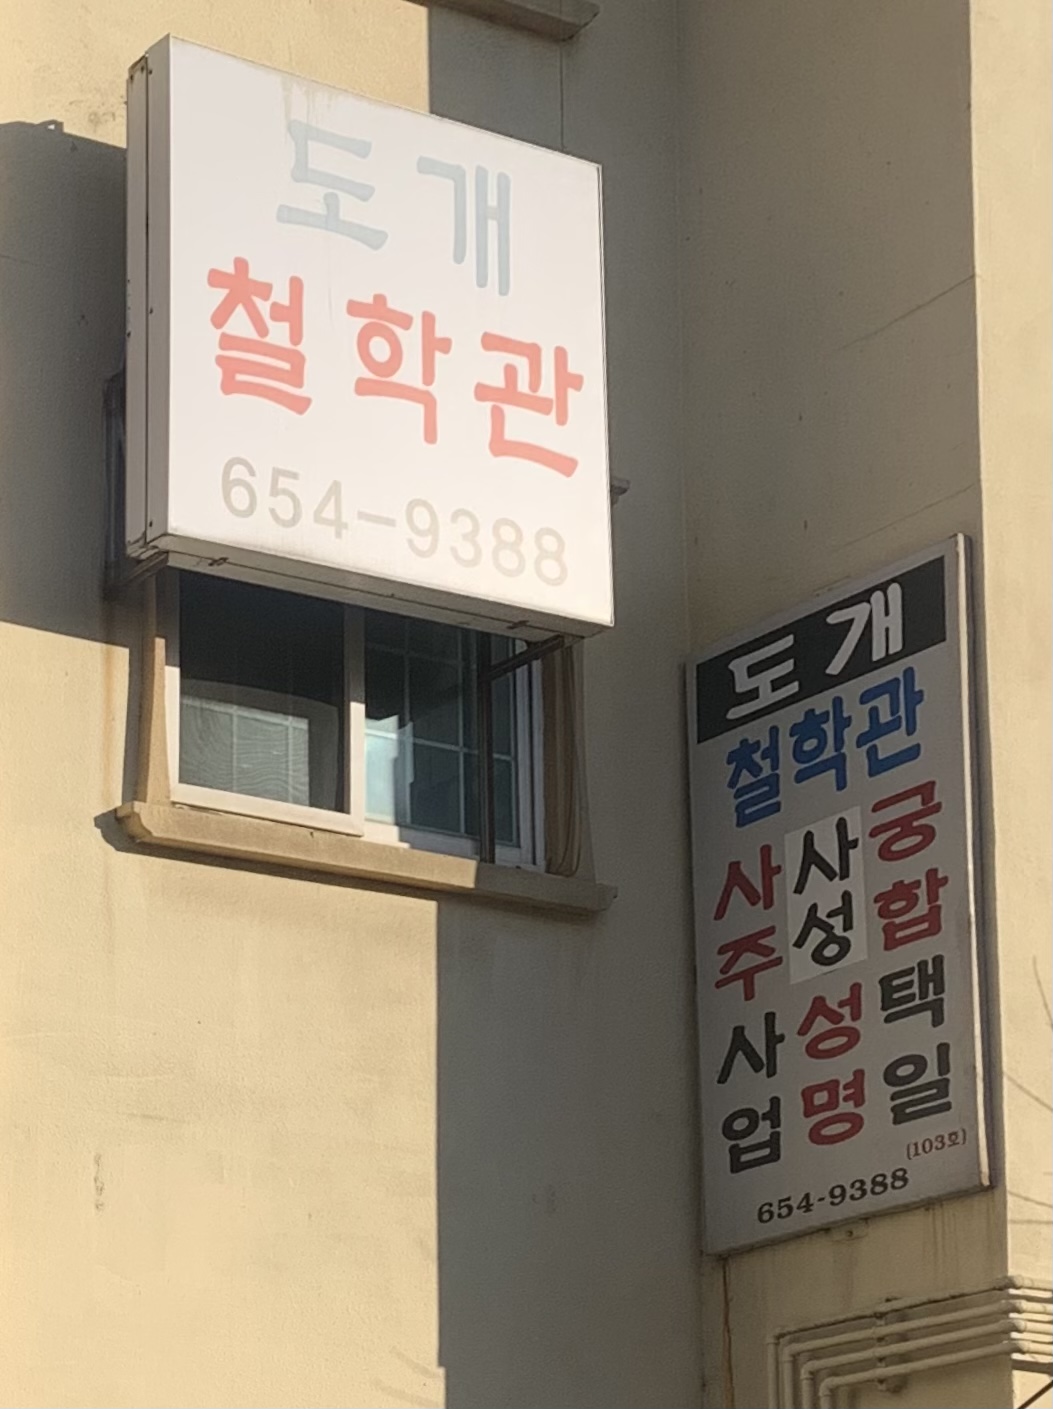 도개
철학관
654-9388
도개
철학관
사주
사업
사성
성명
궁합
택일
(103호)
654-9388